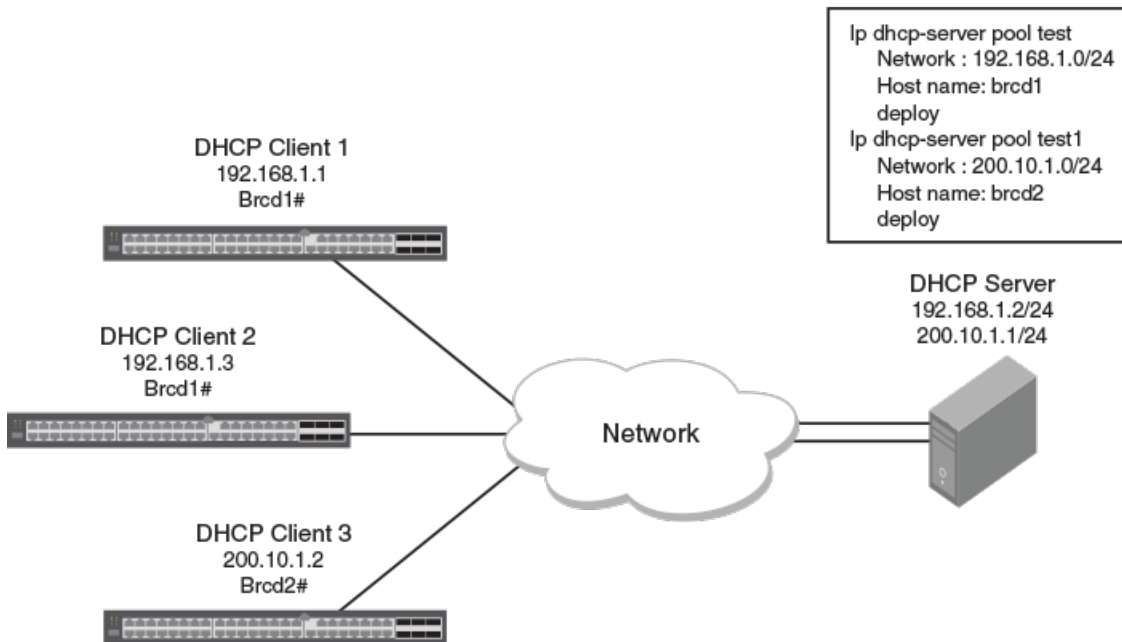 Ip dhcp-server pool test
Network : 192.168.1.0/24
Host name: brcd1
deploy
Ip dhcp-server pool test1
Network : 200.10.1.0/24
Host name: brcd2
deploy
DHCP Client 1
192.168.1.1
Brcd1#
DHCP Server
192.168.1.2/24
200.10.1.1/24
DHCP Client 2
192.168.1.3
Brcd1#
Network
DHCP Client 3
200.10.1.2
Brcd2#